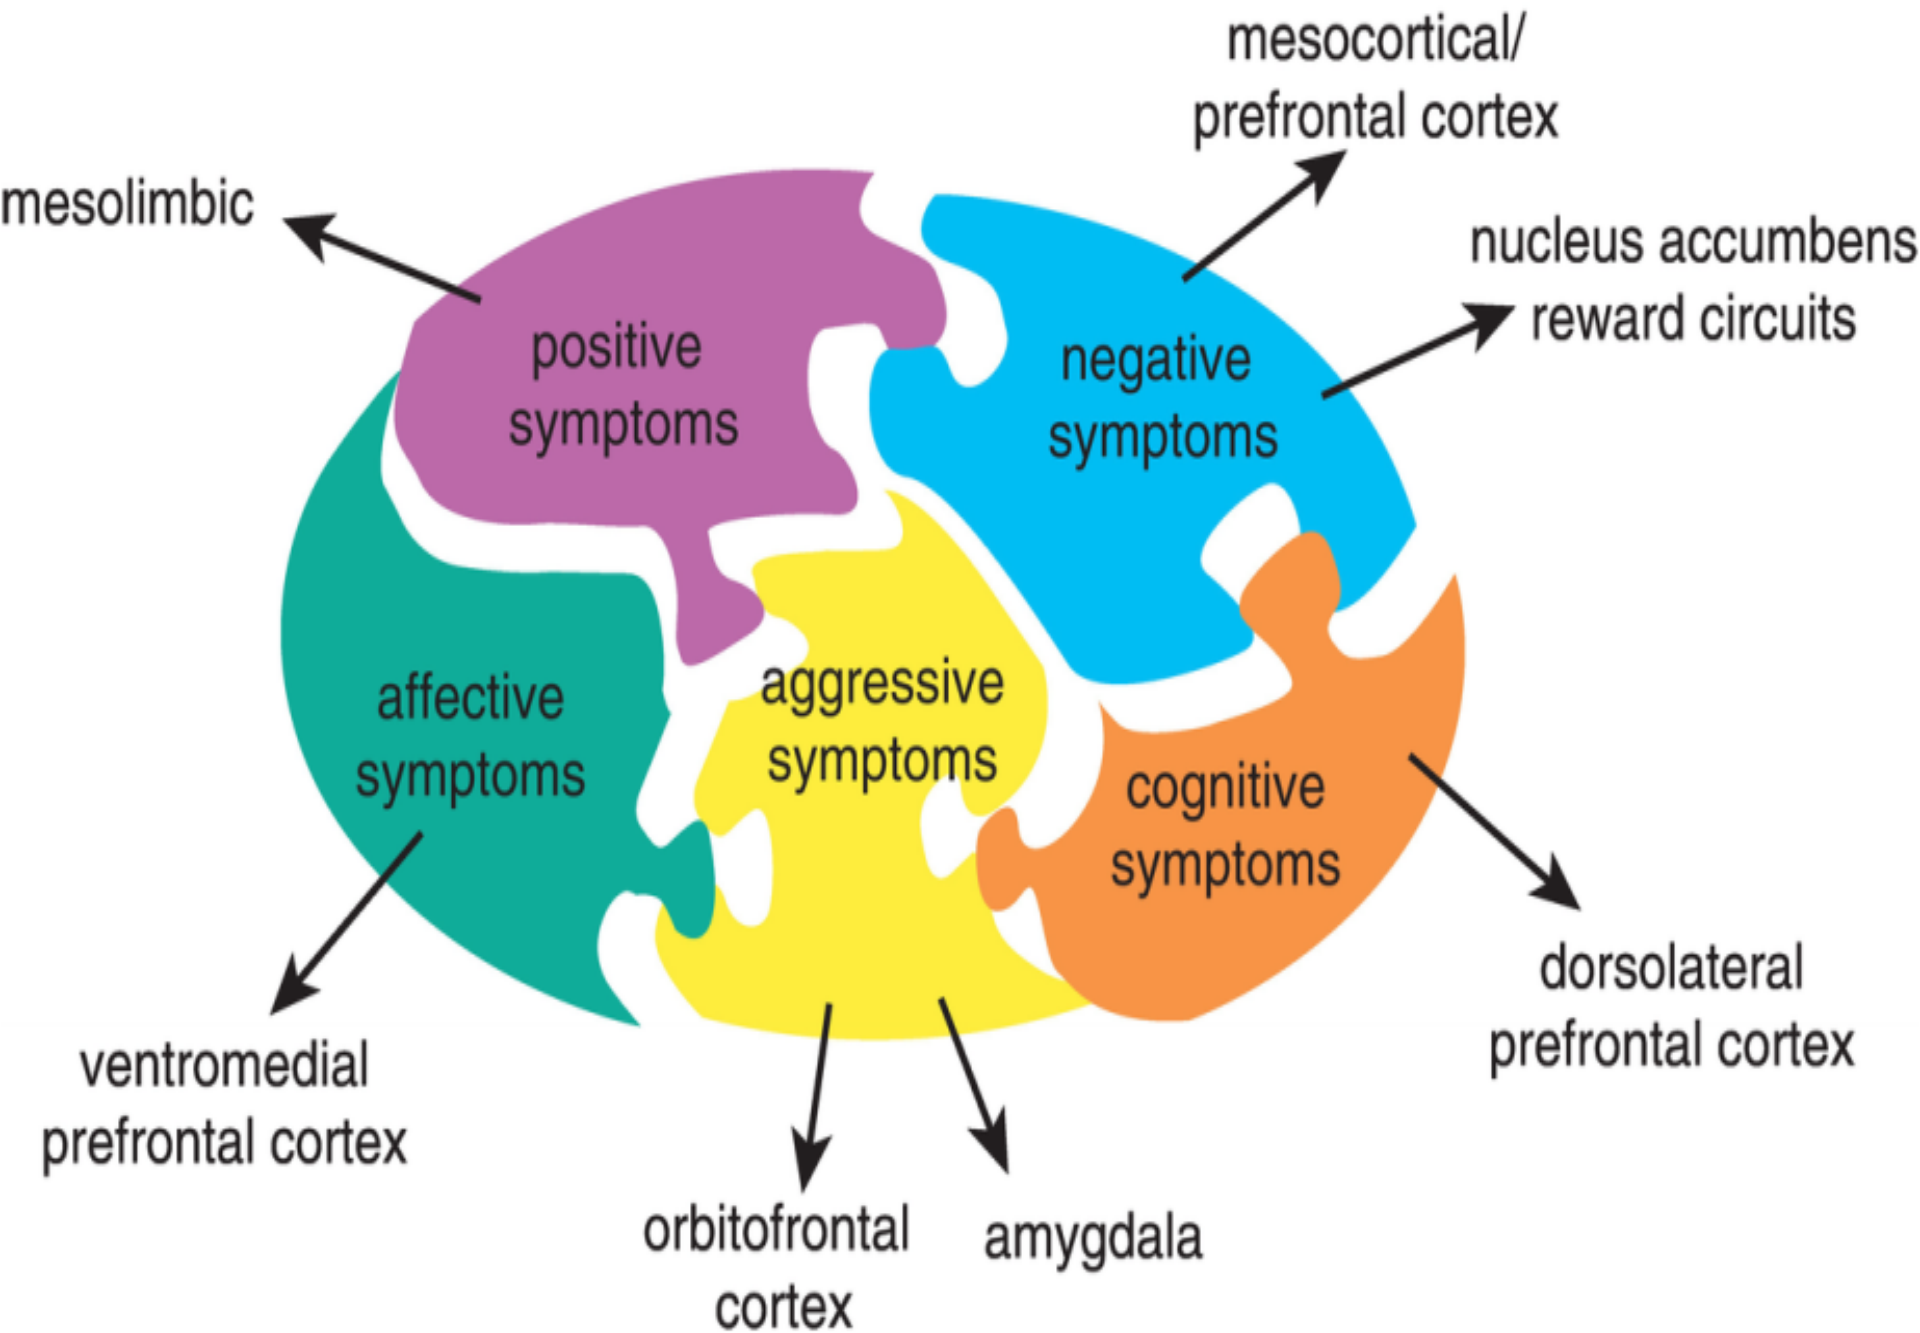 mesocortical/
prefrontal cortex
mesolimbic
nucleus accumbens
reward circuits
positive
symptoms
negative
symptoms
affective
symptoms
aggressive
symptoms
cognitive
symptoms
dorsolateral
prefrontal cortex
ventromedial
prefrontal cortex
orbitofrontal
cortex
amygdala